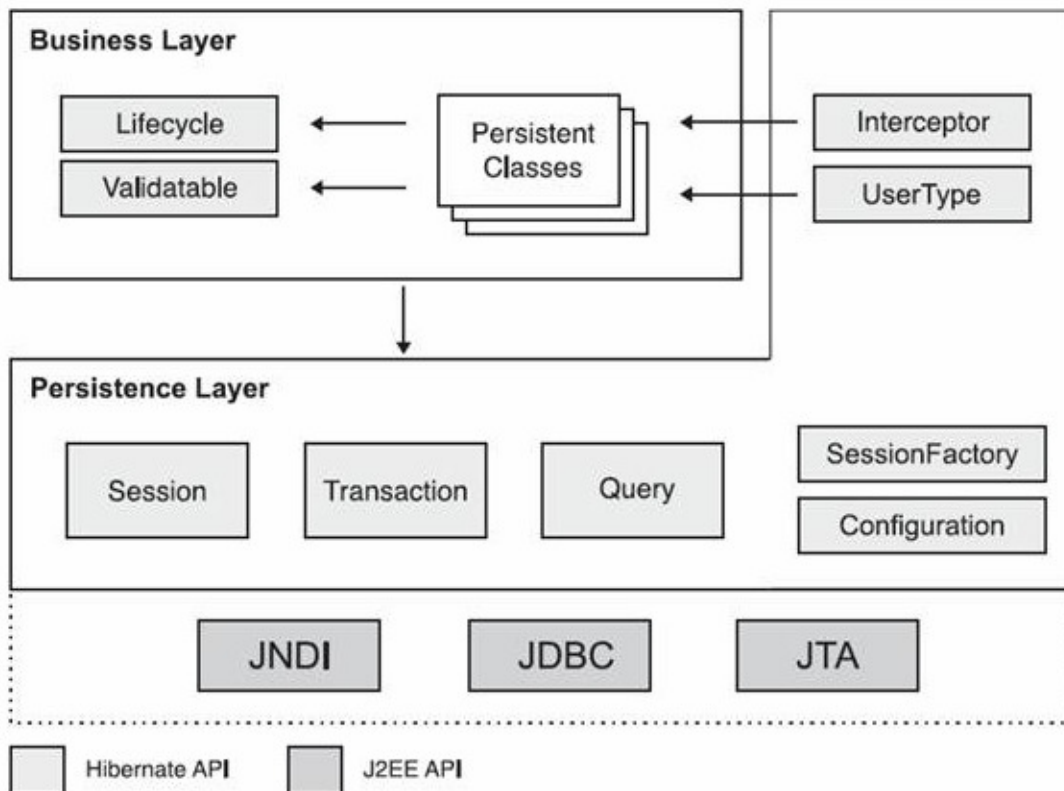 Business Layer
Lifecycle
Validatable
Persistent
Classes
Interceptor
UserType
Persistence Layer
Session
Transaction
Query
SessionFactory
Configuration
JNDI
JDBC
JTA
Hibernate API
J2EE API